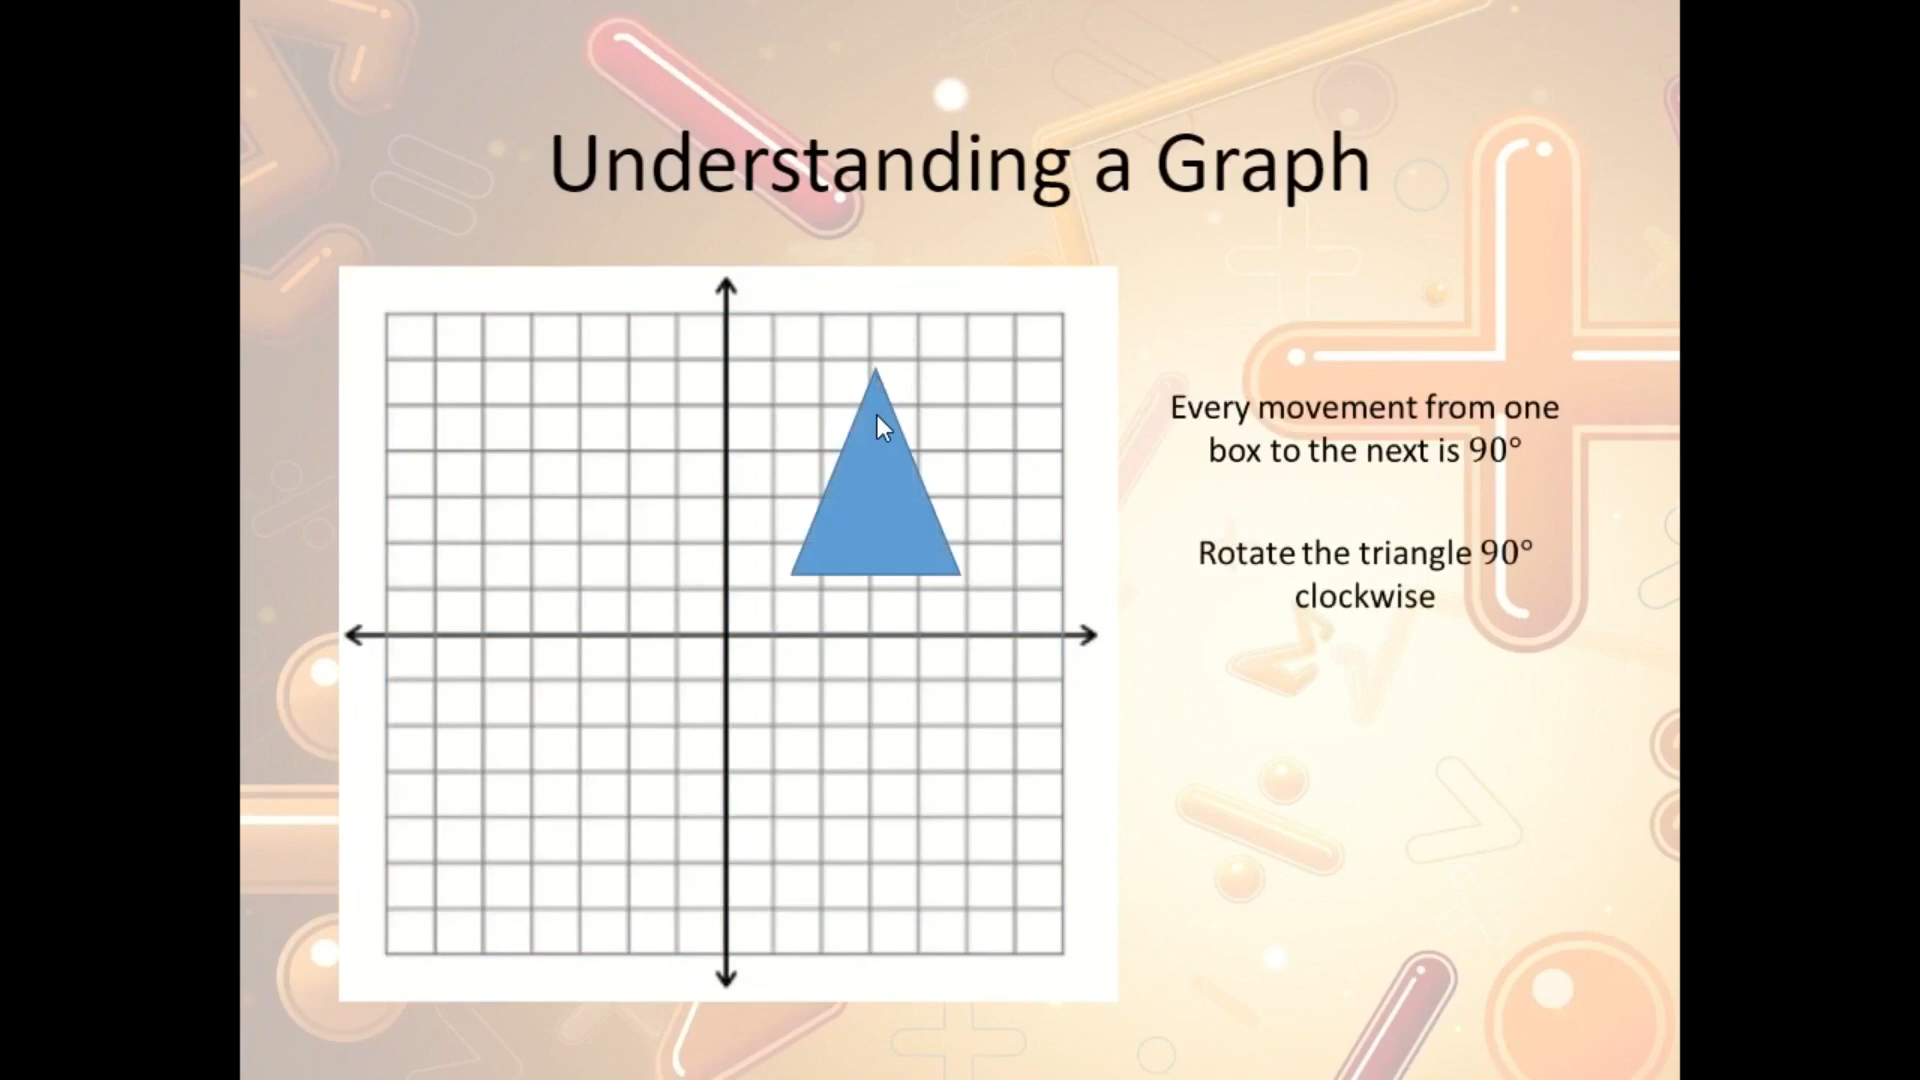 Understanding a Graph
Every movement from one
box to the next is 90°
Rotate the triangle 90°
clockwise